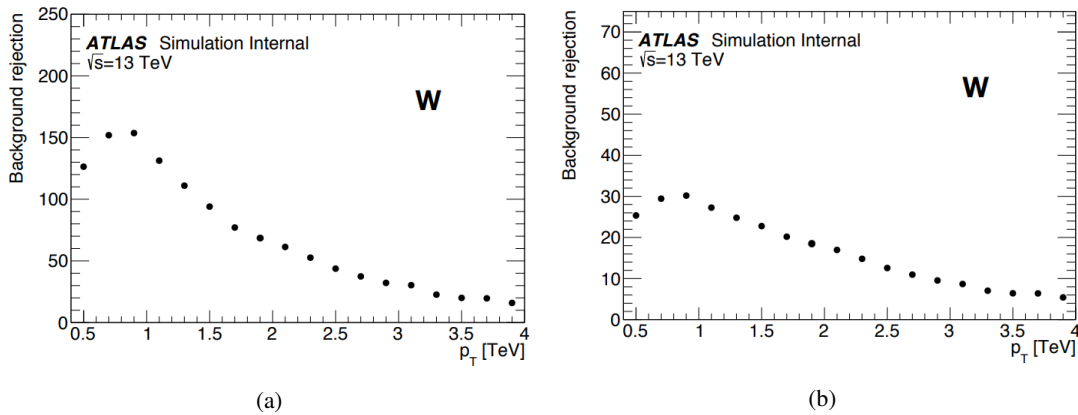 Background rejection
250
200
150
100
50
0
ATLAS Simulation Internal
√s=13 TeV
W
0.5 1 1.5 2 2.5 3 3.5 4
p_T [TeV]
(a)
Background rejection
70
60
50
40
30
20
10
0
ATLAS Simulation Internal
√s=13 TeV
W
0.5 1 1.5 2 2.5 3 3.5 4
p_T [TeV]
(b)